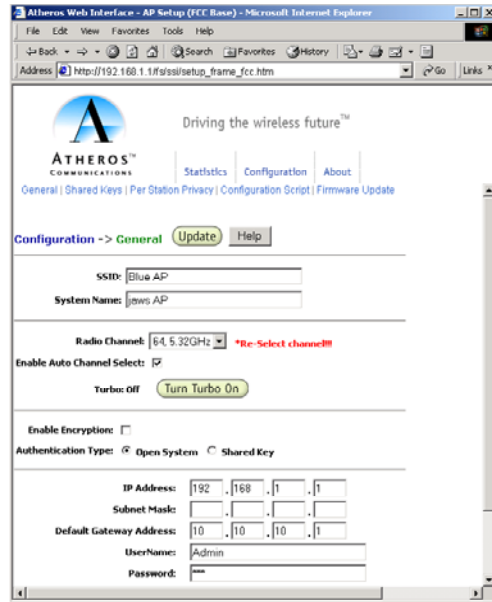 Atheros Web Interface - AP Setup (FCC Base) - Microsoft Internet Explorer
File Edit View Favorites Tools Help
Back Search Favorites History
Address http://192.168.1.1/fs/ssi/setup_frame_fcc.htm Go Links
Driving the wireless future™
ATHEROS™
COMMUNICATIONS
Statistics Configuration About
General | Shared Keys | Per Station Privacy | Configuration Script | Firmware Update
Configuration -> General Update Help
SSID: Blue AP
System Name: jaws AP
Radio Channel: 64, 5.32GHz *Re-Select channel!!!
Enable Auto Channel Select:
Turbo: Off Turn Turbo On
Enable Encryption:
Authentication Type: Open System Shared Key
IP Address: 192 . 168 . 1 . 1
Subnet Mask: . . .
Default Gateway Address: 10 . 10 . 10 . 1
UserName: Admin
Password: ***